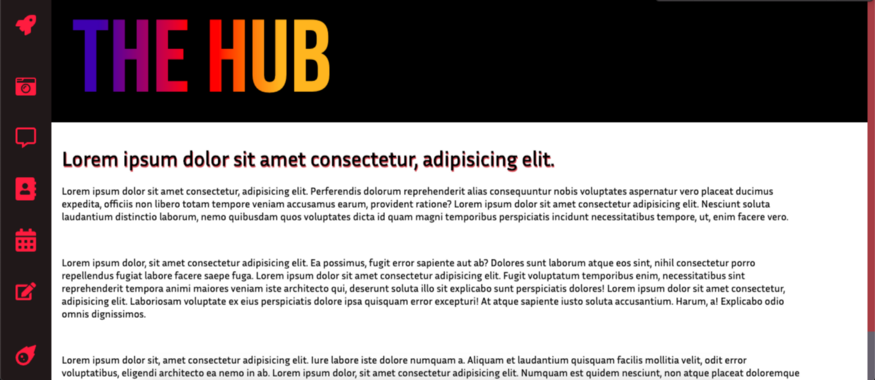 THE HUB
Lorem ipsum dolor sit amet consectetur, adipisicing elit.
Lorem ipsum dolor sit amet consectetur, adipisicing elit. Perferendis dolorum reprehenderit alias consequuntur nobis voluptates aspernatur vero placeat ducimus
expedita, officiis non libero totam tempore veniam accusamus earum, provident ratione? Lorem ipsum dolor sit amet consectetur adipisicing elit. Nesciunt soluta
laudantium distinctio laborum, nemo quibusdam quos voluptates dicta id quam magni temporibus perspiciatis incidunt necessitatibus tempore, ut, enim facere vero.
Lorem ipsum dolor, sit amet consectetur adipisicing elit. Ea possimus, fugit error sapiente aut ab? Dolores sunt laborum atque eos sint, nihil consectetur porro
repellendus fugiat labore facere saepe fuga. Lorem ipsum dolor sit amet consectetur adipisicing elit. Fugit voluptatum temporibus enim, necessitatibus sint
reprehenderit tempora animi maiores veniam iste architecto qui, deserunt soluta illo sit explicabo sunt perspiciatis dolores! Lorem ipsum dolor sit amet consectetur,
adipisicing elit. Laboriosam voluptate ex eius perspiciatis dolore ipsa quisquam error excepturi! At atque sapiente iusto soluta accusantium. Harum, a! Explicabo odio
omnis dignissimos.
Lorem ipsum dolor sit, amet consectetur adipisicing elit. Iure labore iste dolore numquam a. Aliquam et laudantium quisquam facilis mollitia velit, odit error
voluptatibus, eligendi architecto ea nemo in ab. Lorem ipsum dolor, sit amet consectetur adipisicing elit. Numquam est quidem nesciunt, non atque placeat doloremque